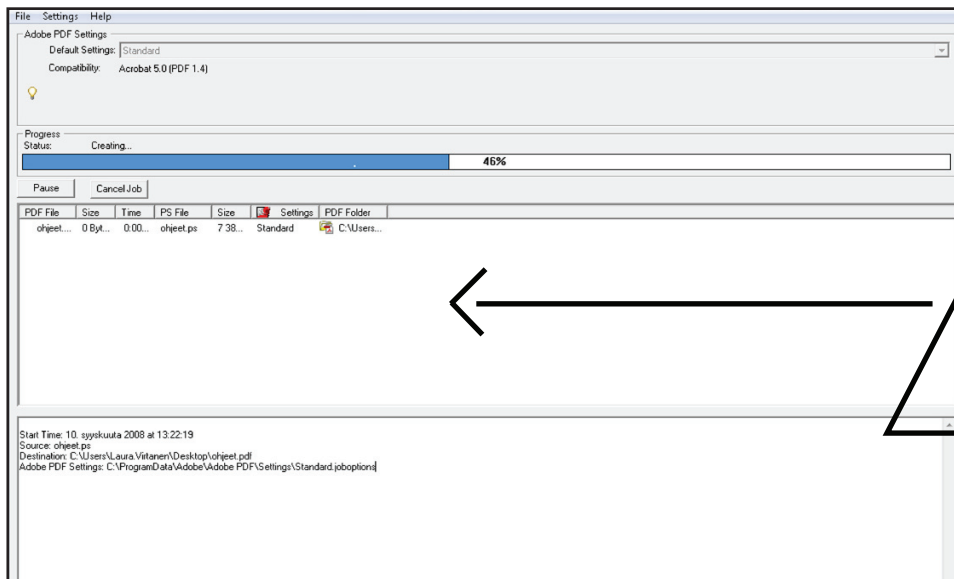 File Settings Help
Adobe PDF Settings
Default Settings: Standard
Compatibility: Acrobat 5.0 (PDF 1.4)
Progress
Status: Creating...
46%
Pause Cancel Job
PDF File Size Time PS File Size Settings PDF Folder
ohjeet.... 0 Byt... 0:00... ohjeet.ps 7 38... Standard C:\Users...
Start Time: 10. syyskuuta 2008 at 13:22:19
Source: ohjeet.ps
Destination: C:\Users\Laura.Virtanen\Desktop\ohjeet.pdf
Adobe PDF Settings: C:\ProgramData\Adobe\Adobe PDF\Settings\Standard.joboptions